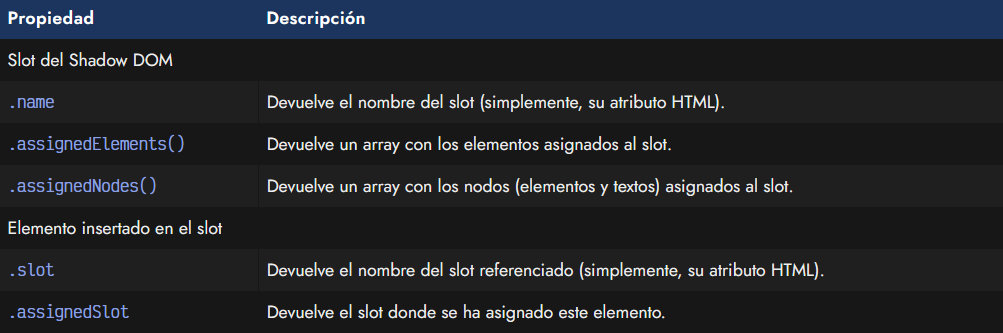 Propiedad Descripción
Slot del Shadow DOM
.name Devuelve el nombre del slot (simplemente, su atributo HTML).
.assignedElements() Devuelve un array con los elementos asignados al slot.
.assignedNodes() Devuelve un array con los nodos (elementos y textos) asignados al slot.
Elemento insertado en el slot
.slot Devuelve el nombre del slot referenciado (simplemente, su atributo HTML).
.assignedSlot Devuelve el slot donde se ha asignado este elemento.